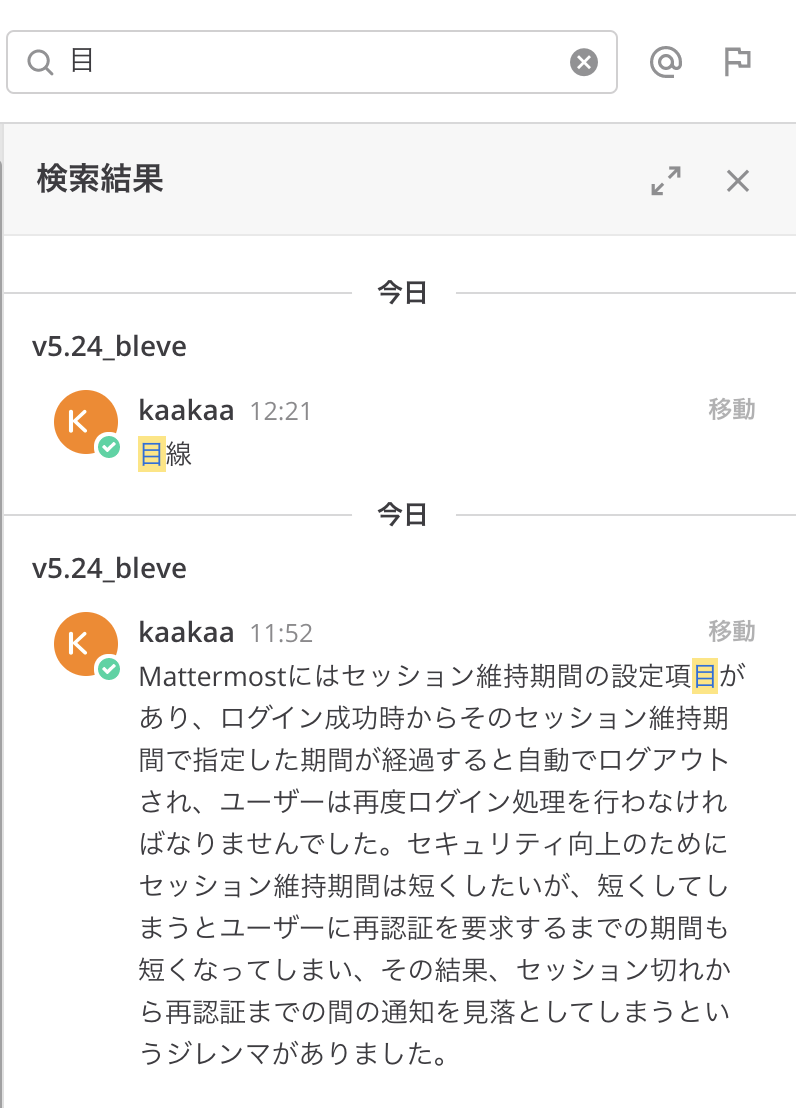 目
検索結果
今日
v5.24_bleve
K
kaakaa 12:21 移動
目線
今日
v5.24_bleve
K
kaakaa 11:52 移動
Mattermostにはセッション維持期間の設定項目が
あり、ログイン成功時からそのセッション維持期
間で指定した期間が経過すると自動でログアウト
され、ユーザーは再度ログイン処理を行わなけれ
ばなりませんでした。セキュリティ向上のために
セッション維持期間は短くしたいが、短くしてし
まうとユーザーに再認証を要求するまでの期間も
短くなってしまい、その結果、セッション切れか
ら再認証までの間の通知を見落としてしまうとい
うジレンマがありました。